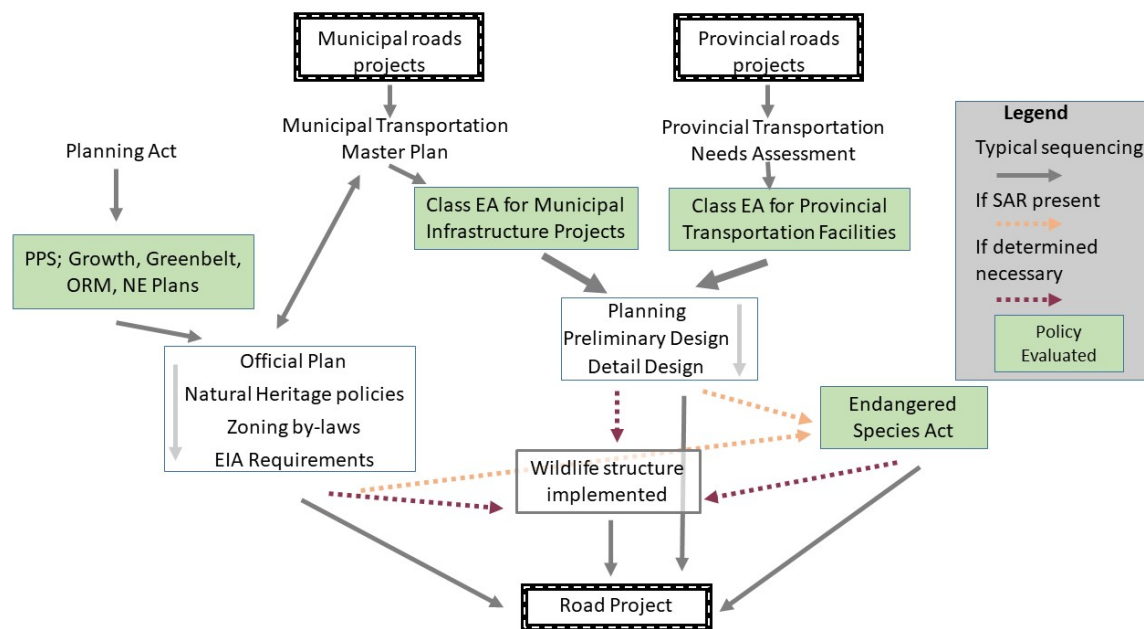 Municipal roads
projects
Provincial roads
projects
Legend
Typical sequencing
If SAR present
If determined
necessary
Policy
Evaluated
Planning Act
Municipal Transportation
Master Plan
Provincial Transportation
Needs Assessment
Class EA for Municipal
Infrastructure Projects
Class EA for Provincial
Transportation Facilities
PPS; Growth, Greenbelt,
ORM, NE Plans
Planning
Preliminary Design
Detail Design
Official Plan
Natural Heritage policies
Zoning by-laws
EIA Requirements
Endangered
Species Act
Wildlife structure
implemented
Road Project